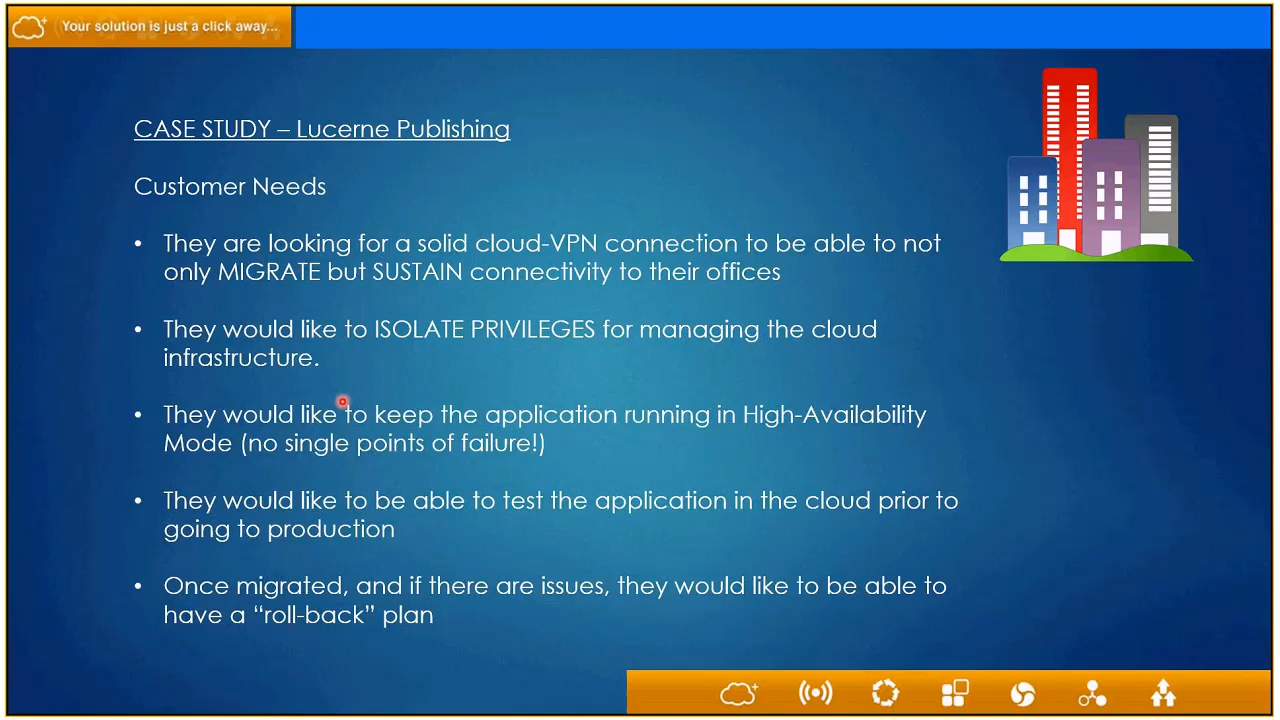 Your solution is just a click away...
CASE STUDY – Lucerne Publishing
Customer Needs
• They are looking for a solid cloud-VPN connection to be able to not
only MIGRATE but SUSTAIN connectivity to their offices
• They would like to ISOLATE PRIVILEGES for managing the cloud
infrastructure.
• They would like to keep the application running in High-Availability
Mode (no single points of failure!)
• They would like to be able to test the application in the cloud prior to
going to production
• Once migrated, and if there are issues, they would like to be able to
have a “roll-back” plan